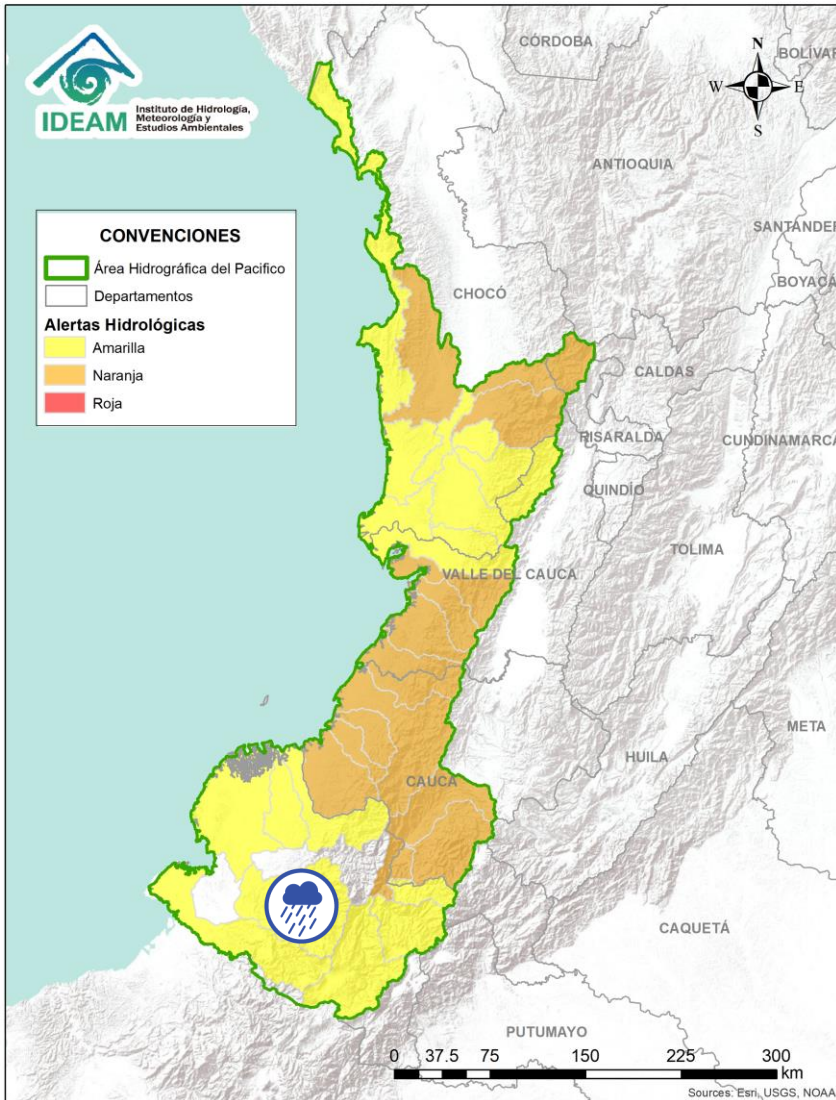 IDEAM
Instituto de Hidrología,
Meteorología y
Estudios Ambientales
CÓRDOBA
BOLÍVAR
N
W
E
S
ANTIOQUIA
SANTANDER
BOYACÁ
CONVENCIONES
Área Hidrográfica del Pacifico
Departamentos
Alertas Hidrológicas
Amarilla
Naranja
Roja
CHOCÓ
CALDAS
RISARALDA
CUNDINAMARCA
QUINDÍO
TOLIMA
VALLE DEL CAUCA
META
HUILA
CAUCA
CAQUETÁ
PUTUMAYO
0 37.5 75 150 225 300
km
Sources: Esri, USGS, NOAA